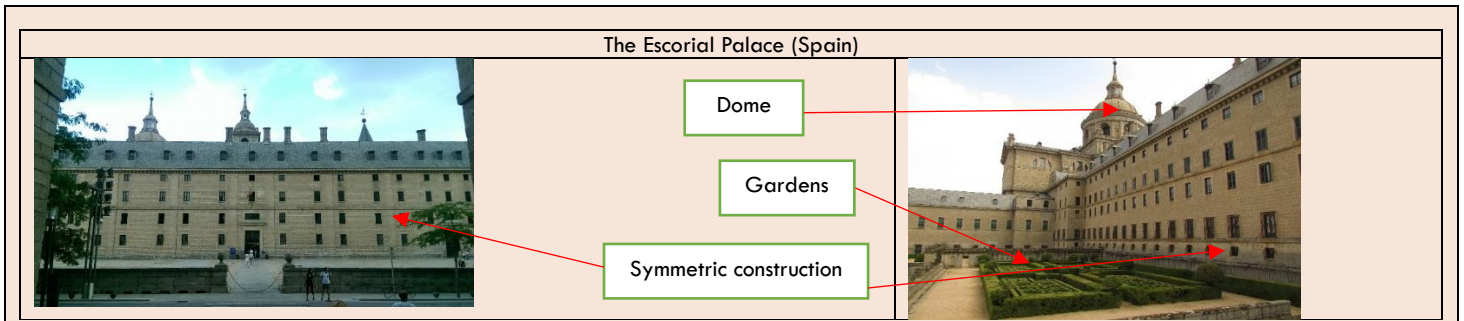 The Escorial Palace (Spain)
Dome
Gardens
Symmetric construction